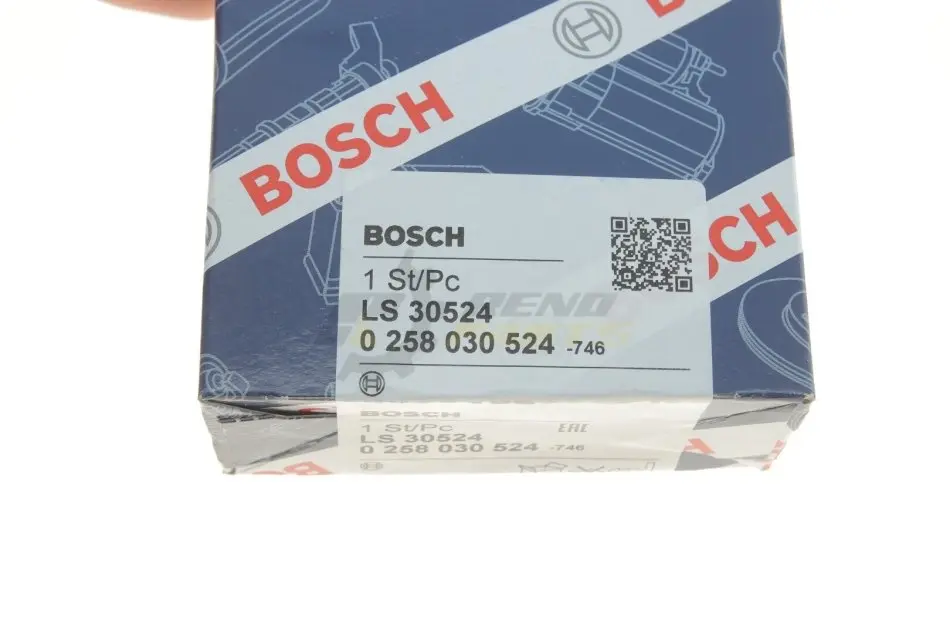 BOSCH
BOSCH
BOSCH
1 St/Pc
LS 30524
0 258 030 524 -746
BOSCH
1 St/Pc EAC
LS 30524
0 258 030 524 -746